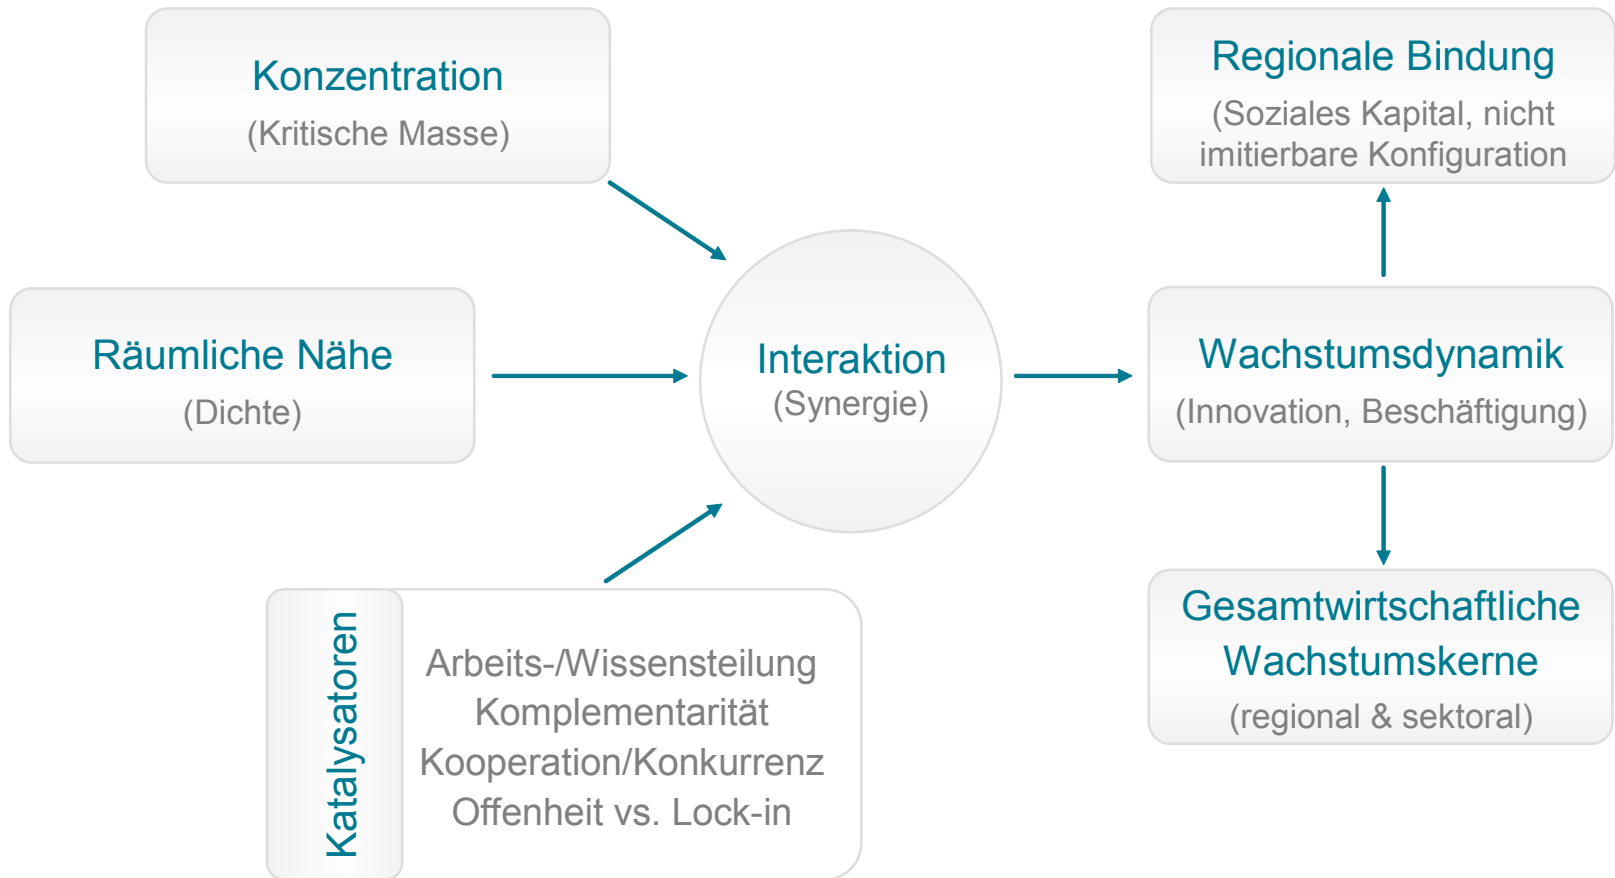 Konzentration
(Kritische Masse)
Räumliche Nähe
(Dichte)
Katalysatoren
Arbeits-/Wissensteilung
Komplementarität
Kooperation/Konkurrenz
Offenheit vs. Lock-in
Interaktion
(Synergie)
Regionale Bindung
(Soziales Kapital, nicht
imitierbare Konfiguration
Wachstumsdynamik
(Innovation, Beschäftigung)
Gesamtwirtschaftliche
Wachstumskerne
(regional & sektoral)